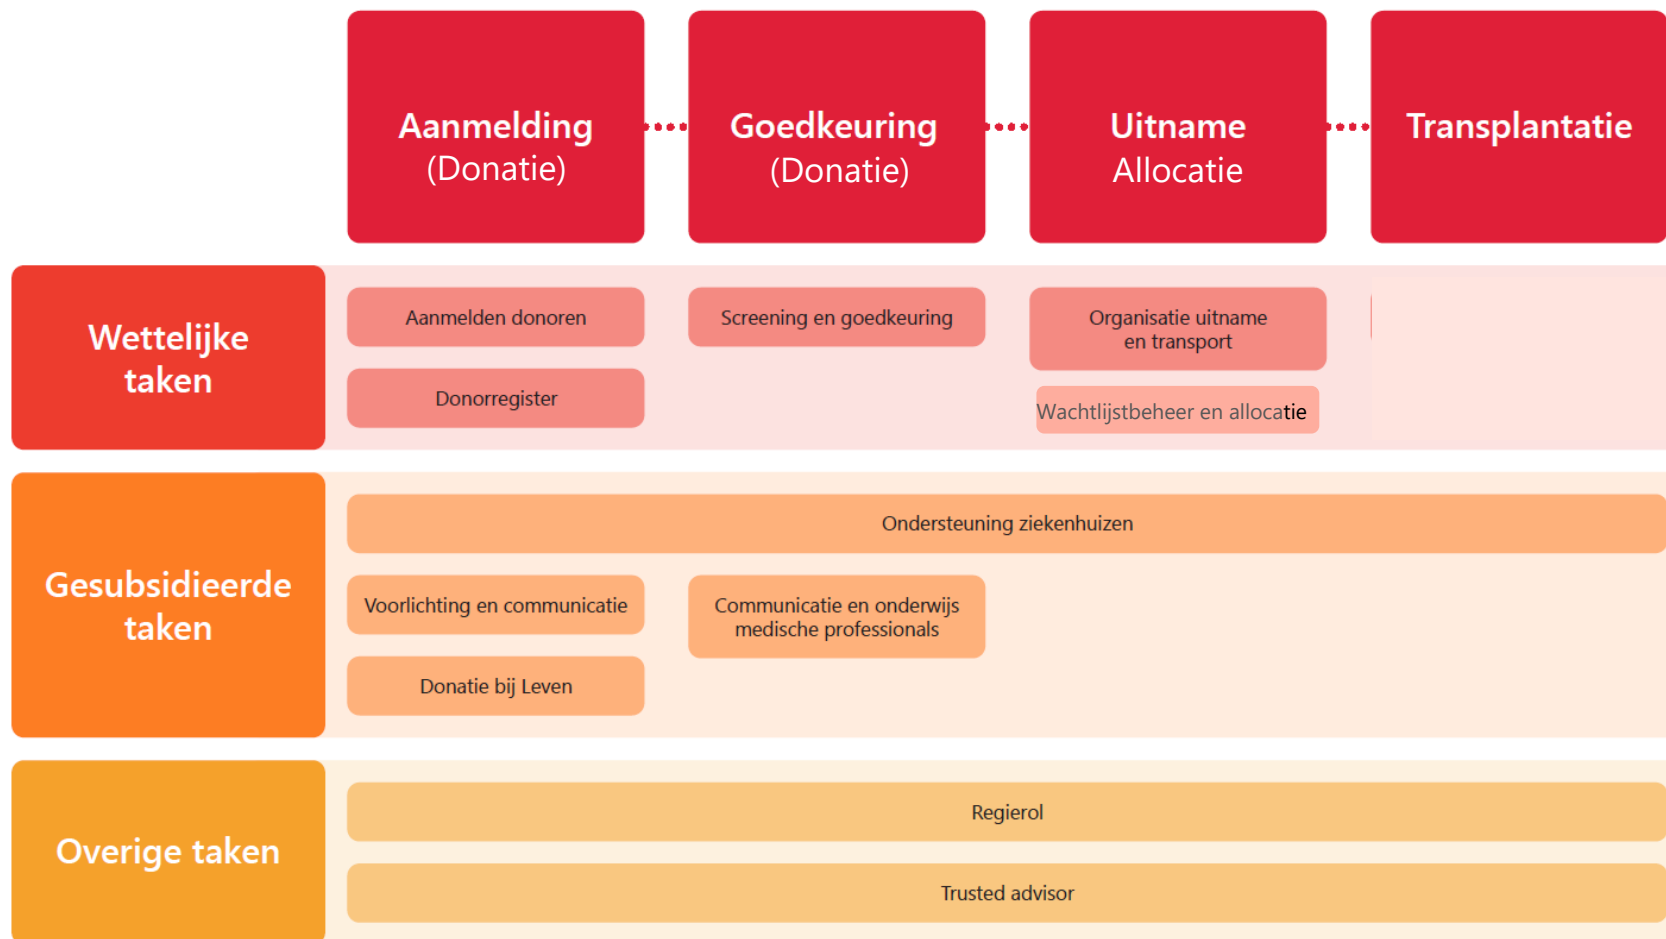 Aanmelding
(Donatie)
Goedkeuring
(Donatie)
Uitname
Allocatie
Transplantatie
Wettelijke
taken
Aanmelden donoren
Donorregister
Screening en goedkeuring
Organisatie uitname
en transport
Wachtlijstbeheer en allocatie
Gesubsidieerde
taken
Ondersteuning ziekenhuizen
Voorlichting en communicatie
Communicatie en onderwijs
medische professionals
Donatie bij Leven
Overige taken
Regierol
Trusted advisor